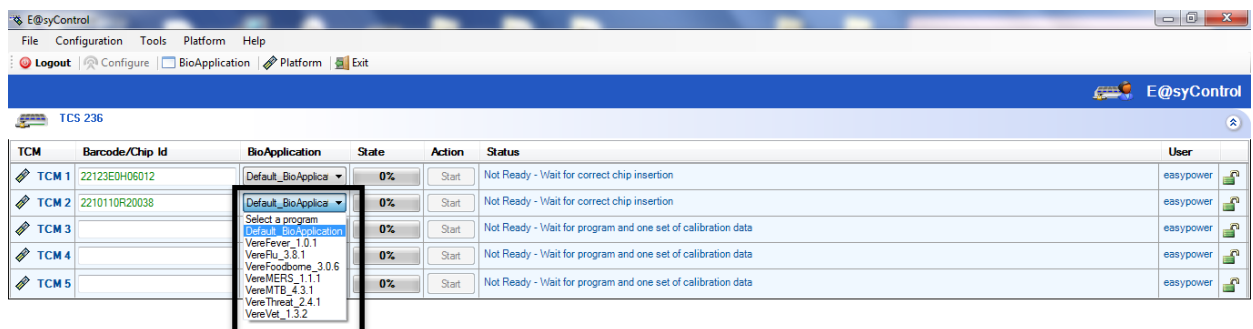 E@syControl
File Configuration Tools Platform Help
Logout Configure BioApplication Platform Exit
E@syControl
TCS 236
TCM Barcode/Chip Id BioApplication State Action Status User
TCM 1 22123E0H06012 Default_BioApplicat 0% Start Not Ready - Wait for correct chip insertion easypower
TCM 2 2210110R20038 Default_BioApplicat 0% Start Not Ready - Wait for correct chip insertion easypower
Select a program
TCM 3 Default_BioApplication 0% Start Not Ready - Wait for program and one set of calibration data easypower
VereFever_1.0.1
TCM 4 VereFlu_3.8.1 0% Start Not Ready - Wait for program and one set of calibration data easypower
VereFoodborne_3.0.6
VereMERS_1.1.1
TCM 5 VereMTB_4.3.1 0% Start Not Ready - Wait for program and one set of calibration data easypower
VereThreat_2.4.1
VereVet_1.3.2